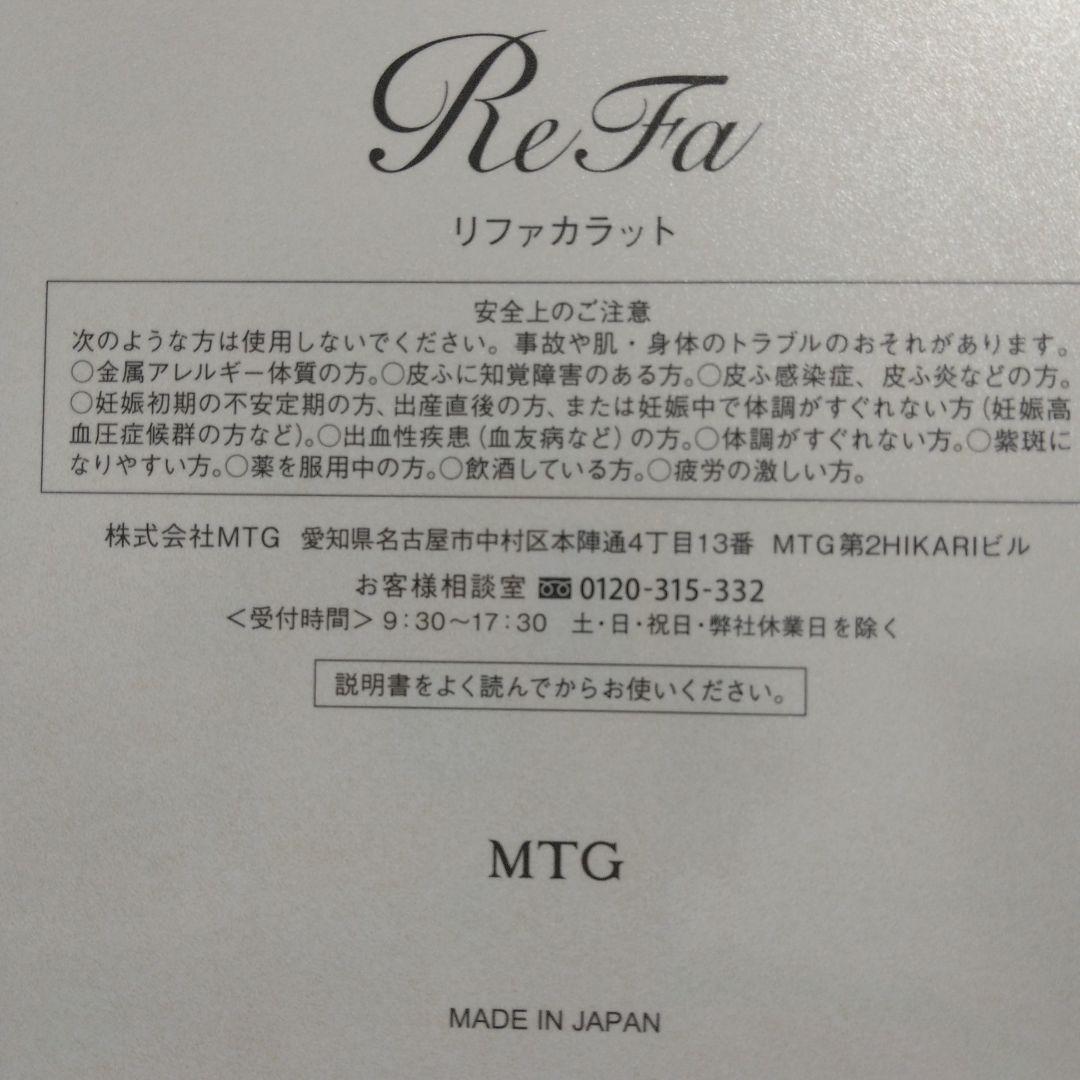 ReFa
リファカラット
安全上のご注意
次のような方は使用しないでください。事故や肌・身体のトラブルのおそれがあります。
○金属アレルギー体質の方。○皮ふに知覚障害のある方。○皮ふ感染症、皮ふ炎などの方。
○妊娠初期の不安定期の方、出産直後の方、または妊娠中で体調がすぐれない方（妊娠高
血圧症候群の方など）。○出血性疾患（血友病など）の方。○体調がすぐれない方。○紫斑に
なりやすい方。○薬を服用中の方。○飲酒している方。○疲労の激しい方。
株式会社MTG 愛知県名古屋市中村区本陣通4丁目13番 MTG第2HIKARIビル
お客様相談室 0120-315-332
＜受付時間＞ 9：30〜17：30 土・日・祝日・弊社休業日を除く
説明書をよく読んでからお使いください。
MTG
MADE IN JAPAN